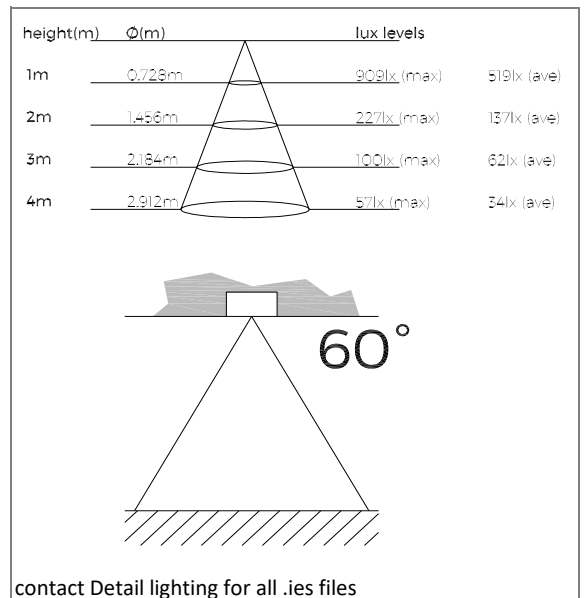 height(m) Ø(m) lux levels
1m 0.728m 909lx (max) 519lx (ave)
2m 1.456m 227lx (max) 137lx (ave)
3m 2.184m 100lx (max) 62lx (ave)
4m 2.912m 57lx (max) 34lx (ave)
60°
contact Detail lighting for all .ies files